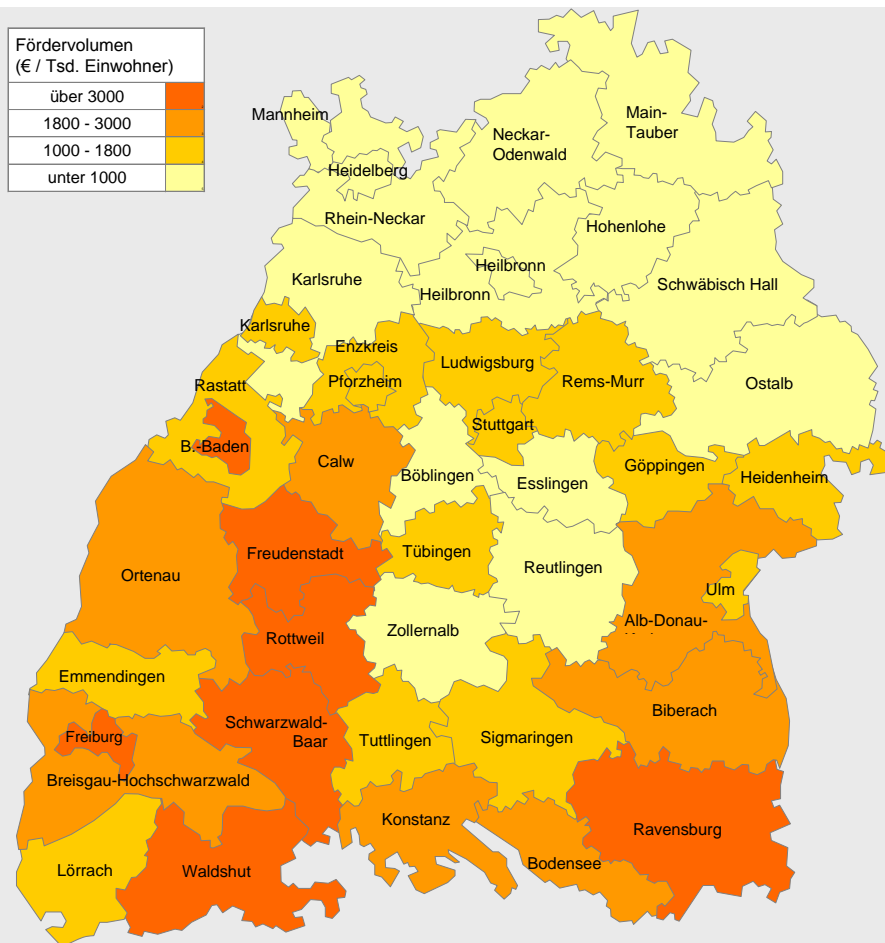 Fördervolumen
(€ / Tsd. Einwohner)
über 3000
1800 - 3000
1000 - 1800
unter 1000
Mannheim
Main-
Tauber
Neckar-
Odenwald
Heidelberg
Rhein-Neckar
Hohenlohe
Heilbronn
Karlsruhe
Schwäbisch Hall
Heilbronn
Karlsruhe
Enzkreis
Ludwigsburg
Rems-Murr
Pforzheim
Ostalb
Rastatt
Stuttgart
B.-Baden
Calw
Göppingen
Böblingen
Heidenheim
Esslingen
Freudenstadt
Tübingen
Reutlingen
Ortenau
Ulm
Alb-Donau-
Rottweil
Zollernalb
Emmendingen
Biberach
Schwarzwald-
Baar
Freiburg
Tuttlingen
Sigmaringen
Breisgau-Hochschwarzwald
Konstanz
Ravensburg
Bodensee
Lörrach
Waldshut